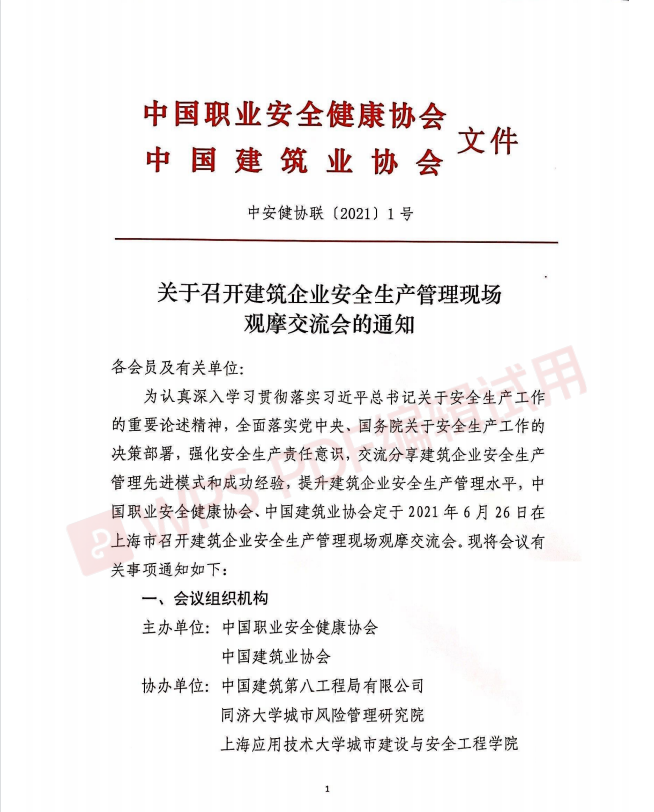 中国职业安全健康协会
中国建筑业协会
文件
中安健协联〔2021〕1号
关于召开建筑企业安全生产管理现场
观摩交流会的通知
各会员及有关单位：
为认真深入学习贯彻落实习近平总书记关于安全生产工作
的重要论述精神，全面落实党中央、国务院关于安全生产工作的
决策部署，强化安全生产责任意识，交流分享建筑企业安全生产
管理先进模式和成功经验，提升建筑企业安全生产管理水平，中
国职业安全健康协会、中国建筑业协会定于2021年6月26日在
上海市召开建筑企业安全生产管理现场观摩交流会。现将会议有
关事项通知如下：
一、会议组织机构
主办单位：中国职业安全健康协会
中国建筑业协会
协办单位：中国建筑第八工程局有限公司
同济大学城市风险管理研究院
上海应用技术大学城市建设与安全工程学院
1
WPS PDF编辑试用